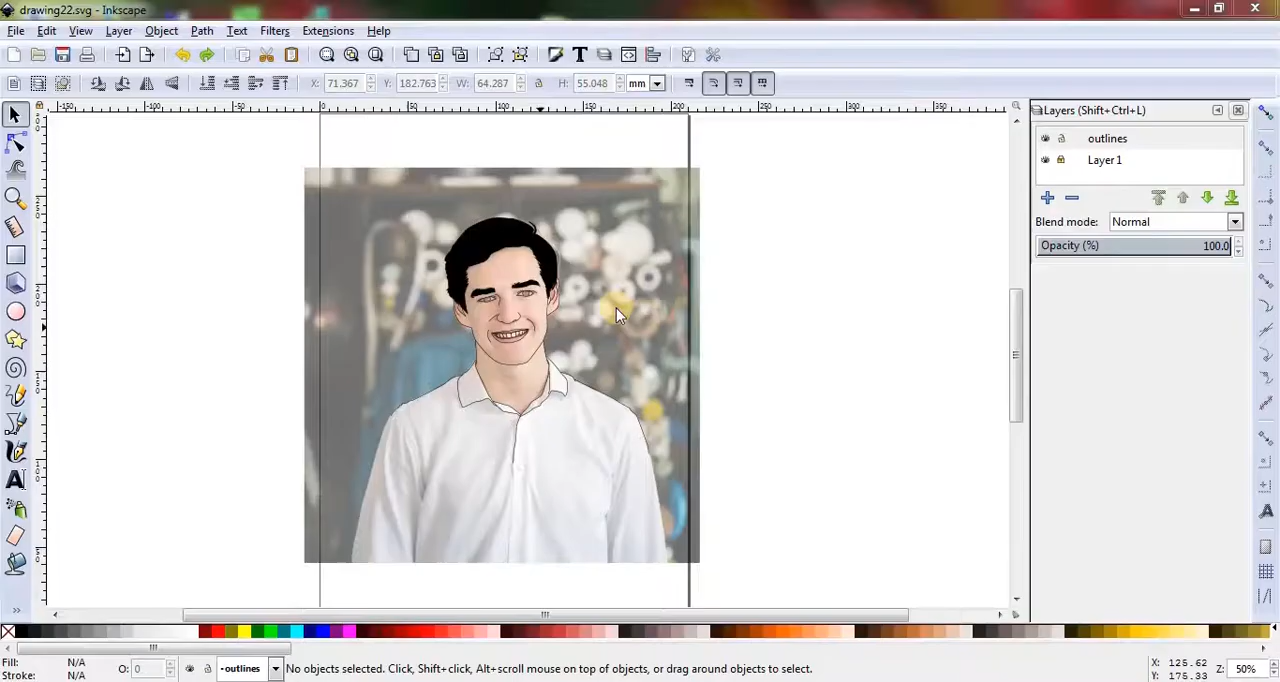 drawing22.svg - Inkscape
File Edit View Layer Object Path Text Filters Extensions Help
X: 71.367 Y: 182.763 W: 64.287 H: 55.048 mm
Layers (Shift+Ctrl+L)
outlines
Layer 1
Blend mode: Normal
Opacity (%) 100.0
Fill: N/A O: 0 outlines No objects selected. Click, Shift+click, Alt+scroll mouse on top of objects, or drag around objects to select. X: 125.62 Z: 50%
Stroke: N/A Y: 175.33